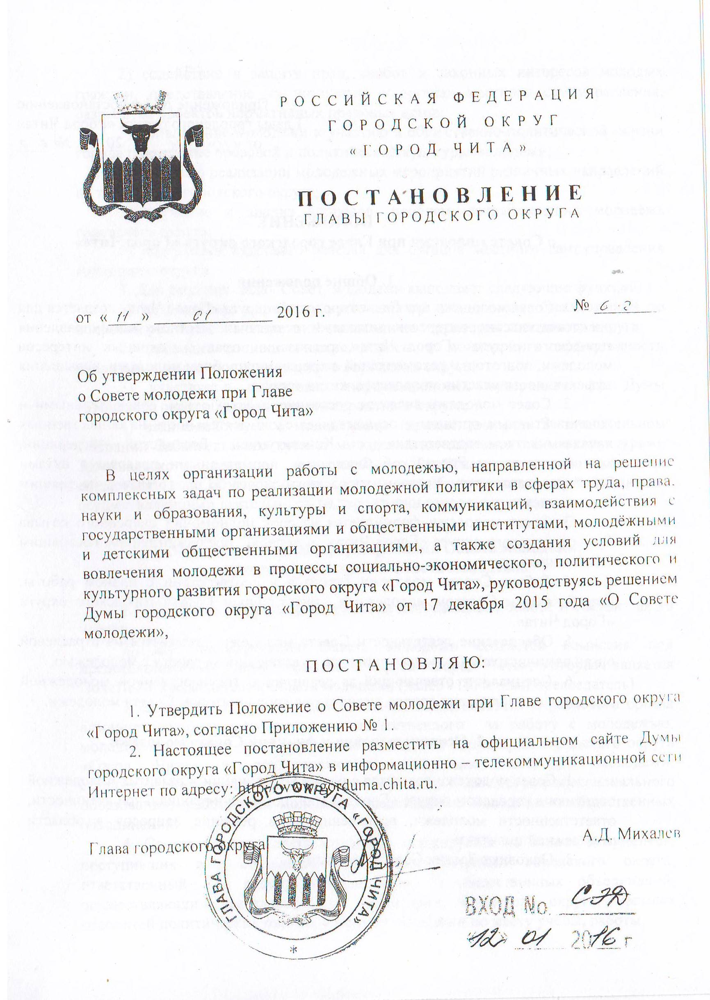 РОССИЙСКАЯ ФЕДЕРАЦИЯ
ГОРОДСКОЙ ОКРУГ
«ГОРОД ЧИТА»
ПОСТАНОВЛЕНИЕ
ГЛАВЫ ГОРОДСКОГО ОКРУГА
от « 11 » 01 2016 г. №
Об утверждении Положения
о Совете молодежи при Главе
городского округа «Город Чита»
В целях организации работы с молодежью, направленной на решение
комплексных задач по реализации молодежной политики в сферах труда, права,
науки и образования, культуры и спорта, коммуникаций, взаимодействия с
государственными организациями и общественными институтами, молодёжными
и детскими общественными организациями, а также создания условий для
вовлечения молодежи в процессы социально-экономического, политического и
культурного развития городского округа «Город Чита», руководствуясь решением
Думы городского округа «Город Чита» от 17 декабря 2015 года «О Совете
молодежи»,
ПОСТАНОВЛЯЮ:
1. Утвердить Положение о Совете молодежи при Главе городского округа
«Город Чита», согласно Приложению № 1.
2. Настоящее постановление разместить на официальном сайте Думы
городского округа «Город Чита» в информационно – телекоммуникационной сети
Интернет по адресу: http://www.gorduma.chita.ru.
Глава городского округа А.Д. Михалев
ГЛАВА ГОРОДСКОГО ОКРУГА «ГОРОД ЧИТА»
*
ВХОД No. СЭД
«12» 01 2016 г